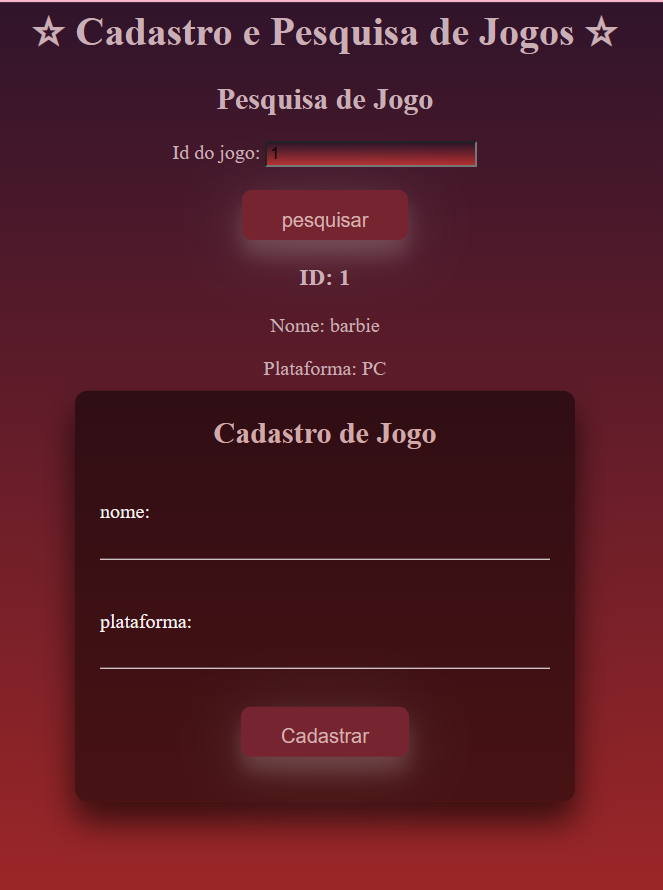 ☆ Cadastro e Pesquisa de Jogos ☆
Pesquisa de Jogo
Id do jogo: 1
pesquisar
ID: 1
Nome: barbie
Plataforma: PC
Cadastro de Jogo
nome:
plataforma:
Cadastrar